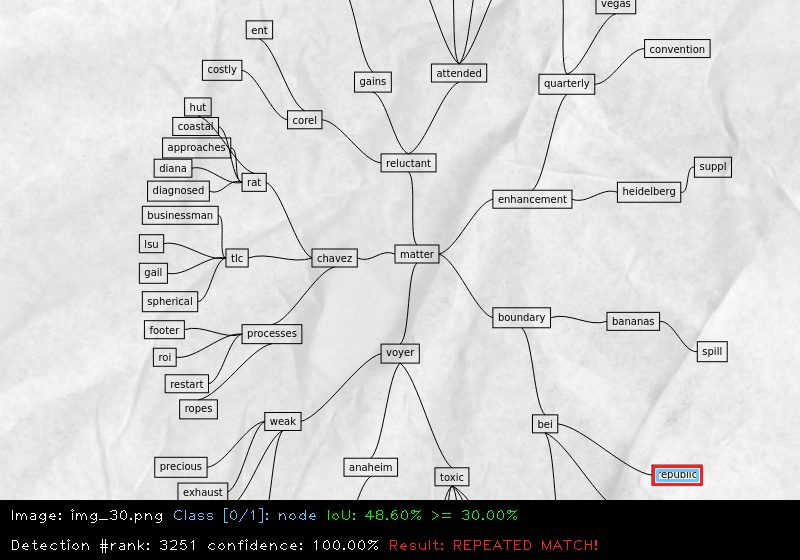 vegas
ent
convention
costly
gains
attended
quarterly
hut
coastal
corel
approaches
reluctant
suppl
diana
rat
diagnosed
enhancement
heidelberg
businessman
lsu
tlc
chavez
matter
gail
spherical
boundary
bananas
footer
processes
roi
voyer
spill
restart
ropes
weak
bei
precious
anaheim
toxic
republic
exhaust
Image: img_30.png Class [0/1]: node IoU: 48.60% >= 30.00%
Detection #rank: 3251 confidence: 100.00% Result: REPEATED MATCH!